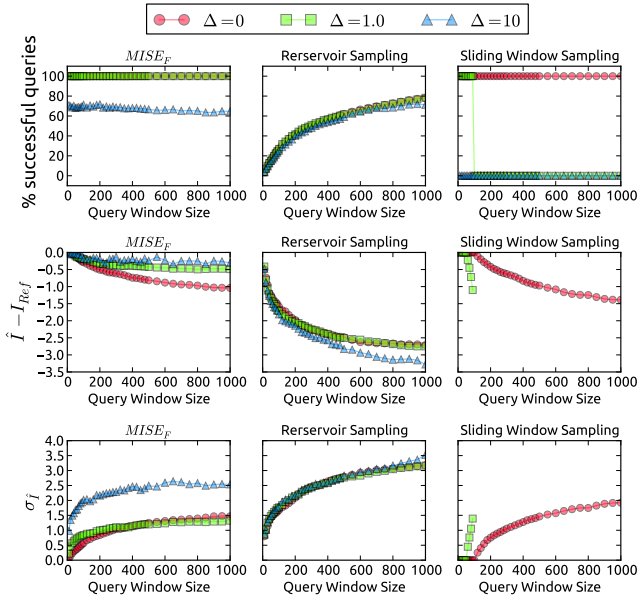 Δ=0 Δ=1.0 Δ=10
MISE_F Rerservoir Sampling Sliding Window Sampling
% successful queries
100
80
60
40
20
0
0 200 400 600 800 1000 0 200 400 600 800 1000 0 200 400 600 800 1000
Query Window Size Query Window Size Query Window Size
MISE_F Rerservoir Sampling Sliding Window Sampling
Î − I_Ref
0.0
−0.5
−1.0
−1.5
−2.0
−2.5
−3.0
−3.5
0 200 400 600 800 1000 0 200 400 600 800 1000 0 200 400 600 800 1000
Query Window Size Query Window Size Query Window Size
MISE_F Rerservoir Sampling Sliding Window Sampling
σ_Î
4.0
3.5
3.0
2.5
2.0
1.5
1.0
0.5
0.0
0 200 400 600 800 1000 0 200 400 600 800 1000 0 200 400 600 800 1000
Query Window Size Query Window Size Query Window Size